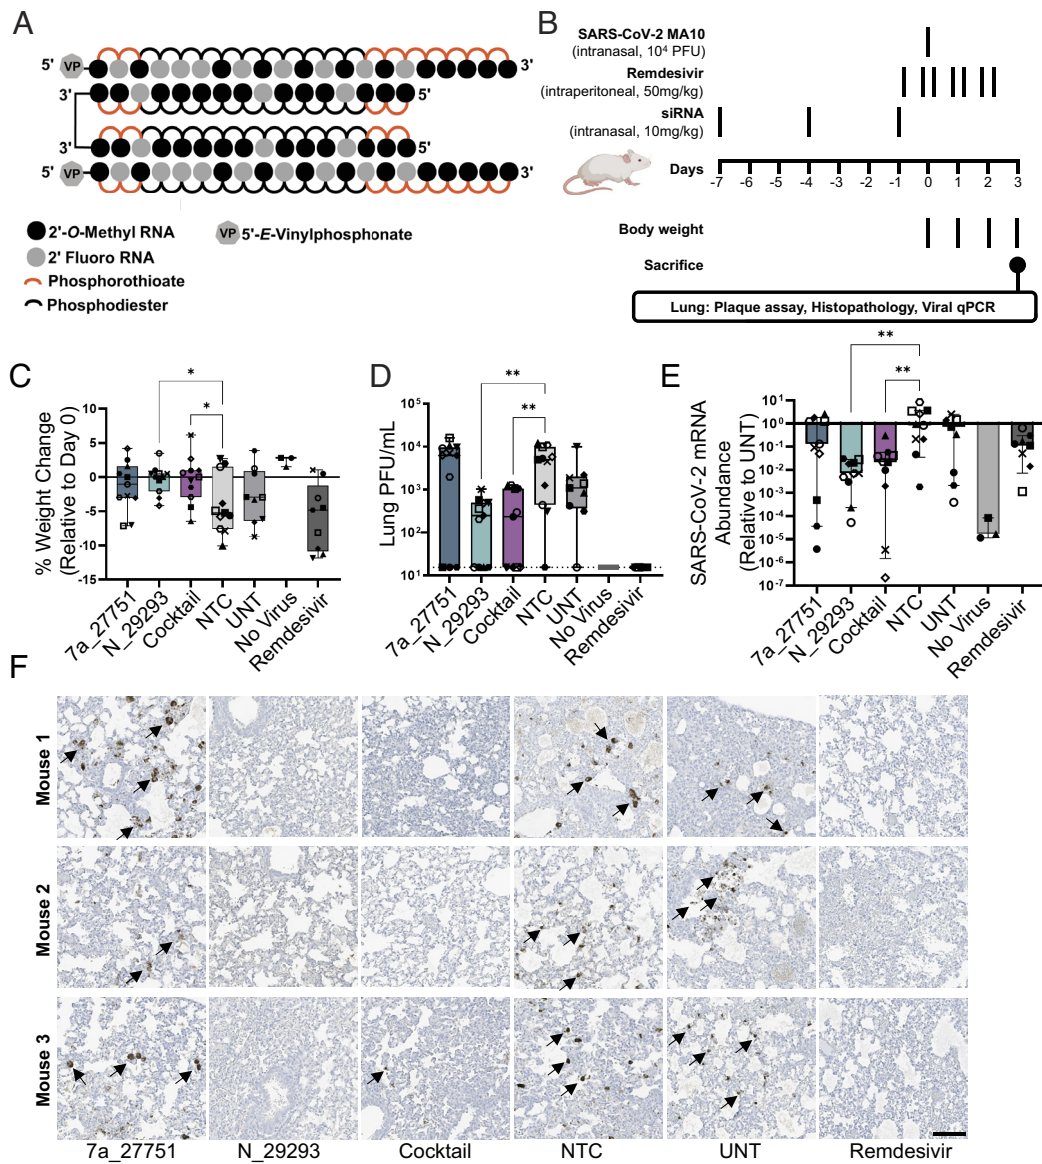 A
5'
VP
3'
3'
5'
3'
5'
5'
VP
3'
2'-O-Methyl RNA
VP
5'-E-Vinylphosphonate
2' Fluoro RNA
Phosphorothioate
Phosphodiester
B
SARS-CoV-2 MA10
(intranasal, 10⁴ PFU)
Remdesivir
(intraperitoneal, 50mg/kg)
siRNA
(intranasal, 10mg/kg)
Days
-7 -6 -5 -4 -3 -2 -1 0 1 2 3
Body weight
Sacrifice
Lung: Plaque assay, Histopathology, Viral qPCR
C
% Weight Change
(Relative to Day 0)
10
5
0
-5
-10
-15
*
*
7a_27751
N_29293
Cocktail
NTC
UNT
No Virus
Remdesivir
D
Lung PFU/mL
10⁵
10⁴
10³
10²
10¹
**
**
7a_27751
N_29293
Cocktail
NTC
UNT
No Virus
Remdesivir
E
SARS-CoV-2 mRNA
Abundance
(Relative to UNT)
10¹
10⁰
10⁻¹
10⁻²
10⁻³
10⁻⁴
10⁻⁵
10⁻⁶
10⁻⁷
**
**
7a_27751
N_29293
Cocktail
NTC
UNT
No Virus
Remdesivir
F
Mouse 1
Mouse 2
Mouse 3
7a_27751 N_29293 Cocktail NTC UNT Remdesivir